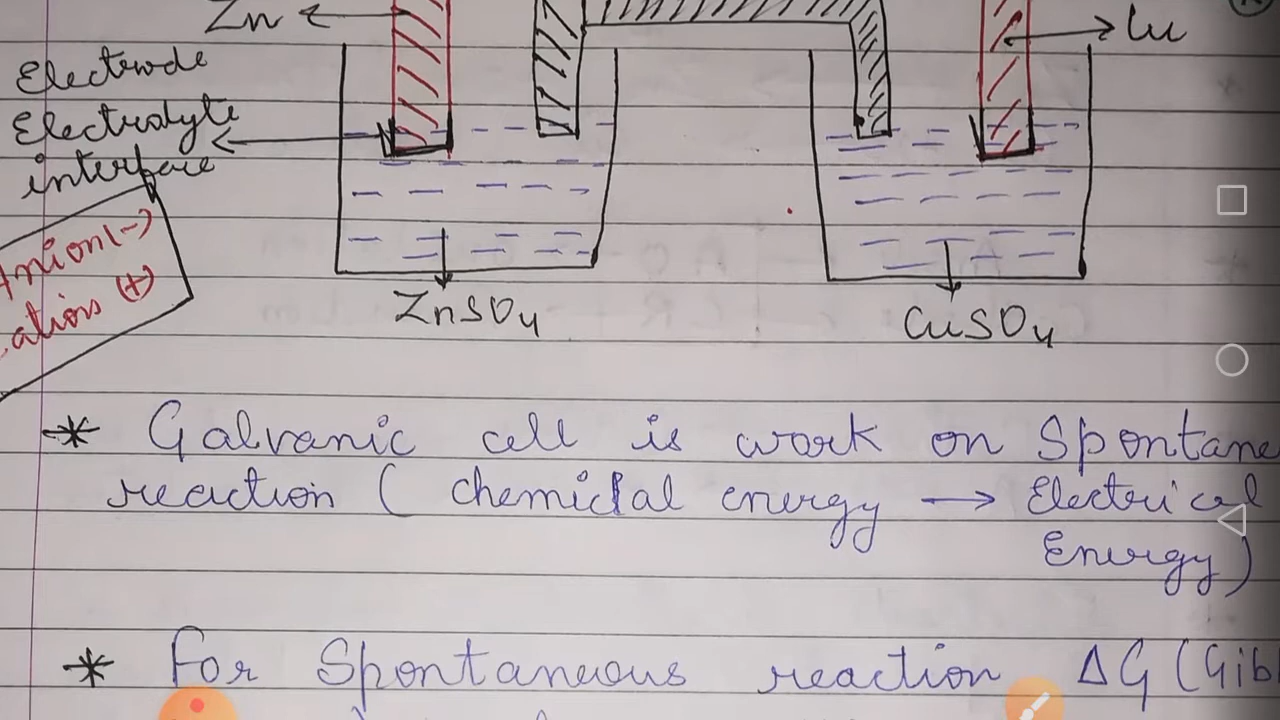 Zn
Cu
Electrode
Electrolyte
interface
Anion(-)
cations (+)
ZnSO4
CuSO4
* Galvanic cell is work on Spontane
reaction ( chemical energy → Electrical
Energy)
* For Spontaneous reaction ΔG (Gib